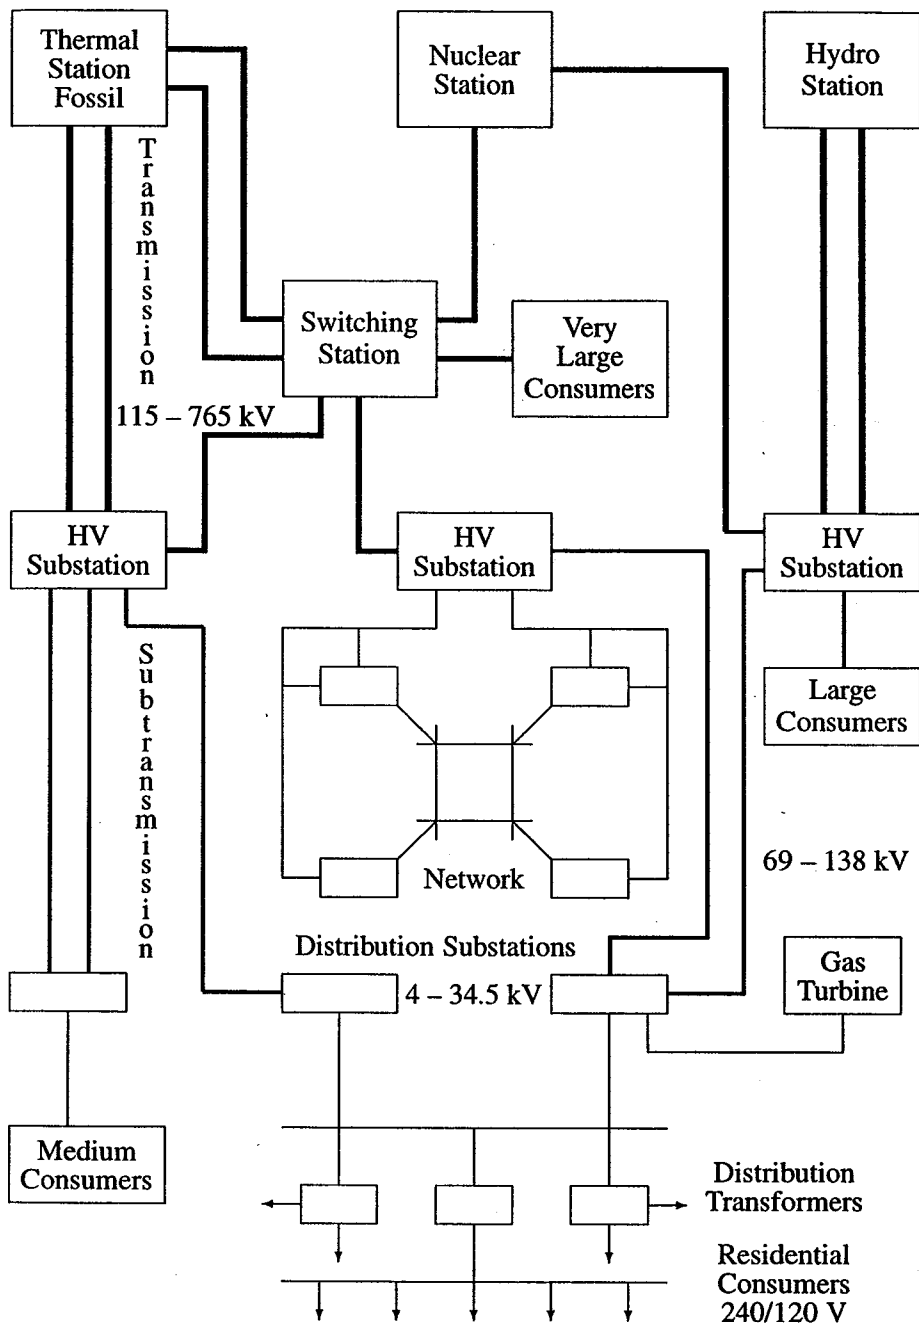 Thermal
Station
Fossil
Nuclear
Station
Hydro
Station
Transmission
Switching
Station
Very
Large
Consumers
115 – 765 kV
HV
Substation
HV
Substation
HV
Substation
Subtransmission
Large
Consumers
Network
69 – 138 kV
Distribution Substations
4 – 34.5 kV
Gas
Turbine
Medium
Consumers
Distribution
Transformers
Residential
Consumers
240/120 V